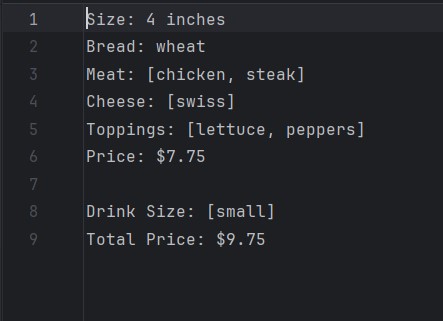 1 Size: 4 inches
2 Bread: wheat
3 Meat: [chicken, steak]
4 Cheese: [swiss]
5 Toppings: [lettuce, peppers]
6 Price: $7.75
7
8 Drink Size: [small]
9 Total Price: $9.75